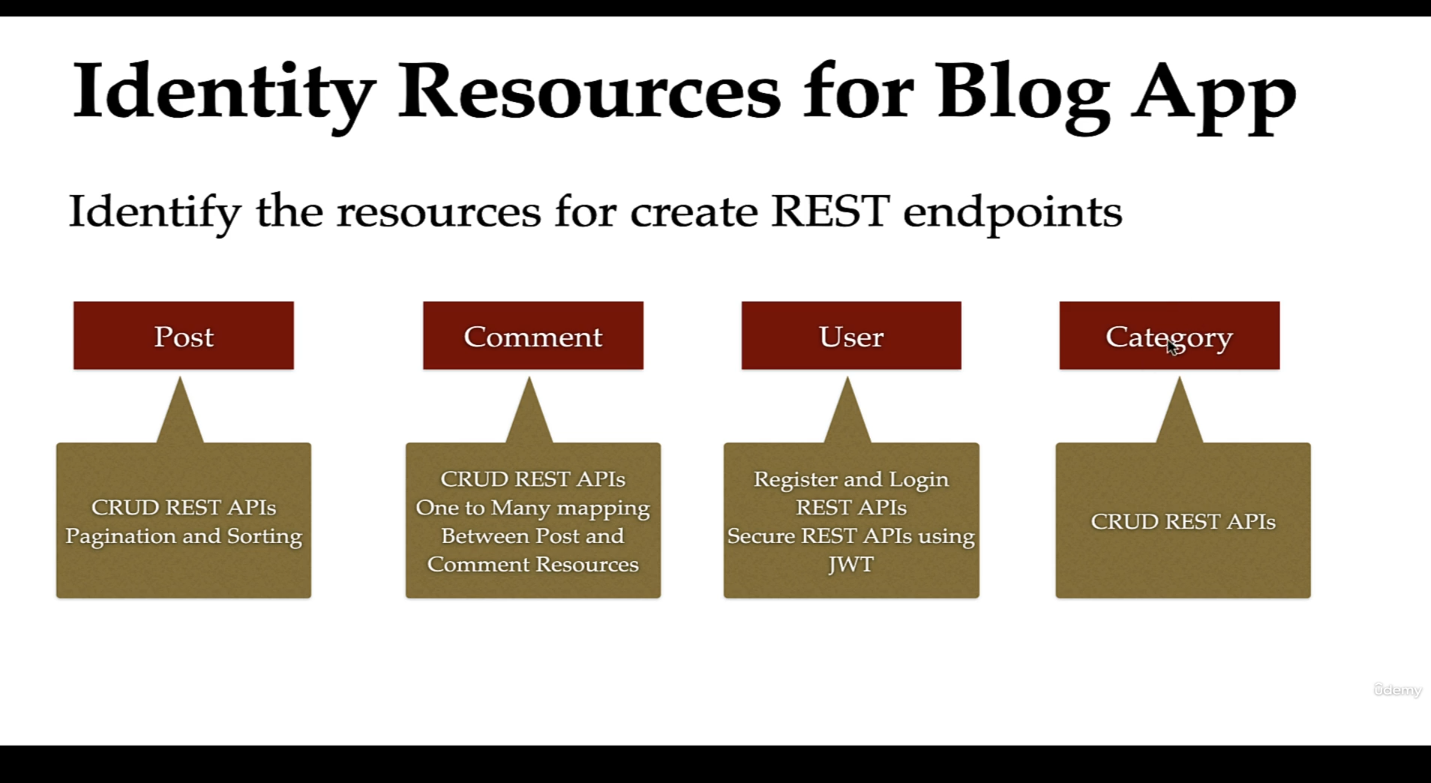 Identity Resources for Blog App
Identify the resources for create REST endpoints
Post
Comment
User
Category
CRUD REST APIs
Pagination and Sorting
CRUD REST APIs
One to Many mapping
Between Post and
Comment Resources
Register and Login
REST APIs
Secure REST APIs using
JWT
CRUD REST APIs
ûdemy